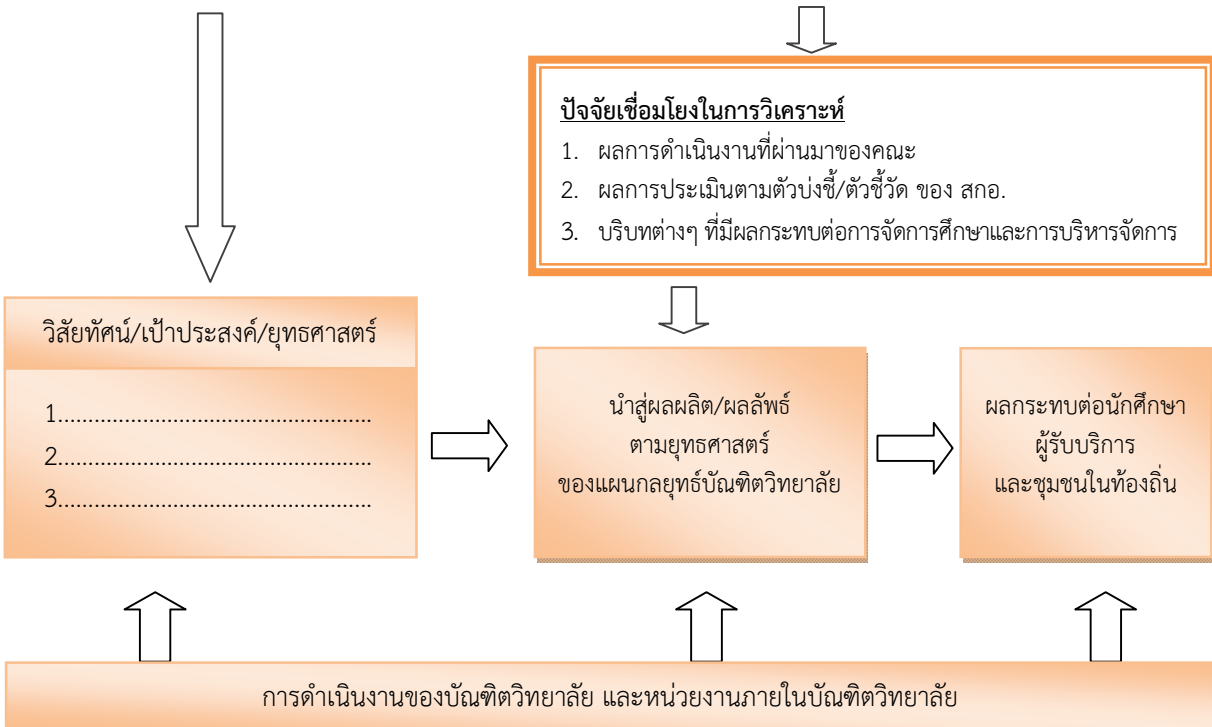 ปัจจัยเชื่อมโยงในการวิเคราะห์
1. ผลการดำเนินงานที่ผ่านมาของคณะ
2. ผลการประเมินตามตัวบ่งชี้/ตัวชี้วัด ของ สกอ.
3. บริบทต่างๆ ที่มีผลกระทบต่อการจัดการศึกษาและการบริหารจัดการ
วิสัยทัศน์/เป้าประสงค์/ยุทธศาสตร์
1.................................................
2.................................................
3.................................................
นำสู่ผลผลิต/ผลลัพธ์
ตามยุทธศาสตร์
ของแผนกลยุทธ์บัณฑิตวิทยาลัย
ผลกระทบต่อนักศึกษา
ผู้รับบริการ
และชุมชนในท้องถิ่น
การดำเนินงานของบัณฑิตวิทยาลัย และหน่วยงานภายในบัณฑิตวิทยาลัย